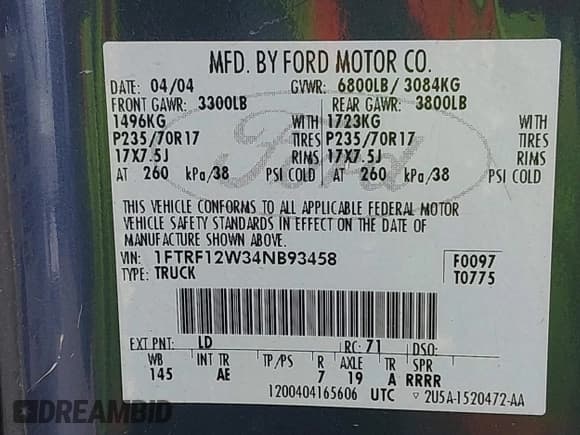 MFD. BY FORD MOTOR CO.
DATE: 04/04 GVWR: 6800LB/ 3084KG
FRONT GAWR: 3300LB REAR GAWR: 3800LB
1496KG WITH 1723KG WITH
P235/70R17 TIRES P235/70R17 TIRES
17X7.5J RIMS 17X7.5J RIMS
AT 260 kPa/38 PSI COLD AT 260 kPa/38 PSI COLD
THIS VEHICLE CONFORMS TO ALL APPLICABLE FEDERAL MOTOR
VEHICLE SAFETY STANDARDS IN EFFECT ON THE DATE OF
MANUFACTURE SHOWN ABOVE.
VIN: 1FTRF12W34NB93458 F0097
TYPE: TRUCK T0775
EXT PNT: LD RC: 71 DSO:
WB INT TR TP/PS R AXLE TR SPR
145 AE 7 19 A RRRR
1200404165606 UTC ▽ 2U5A-1520472-AA
Ford
DREAMBID